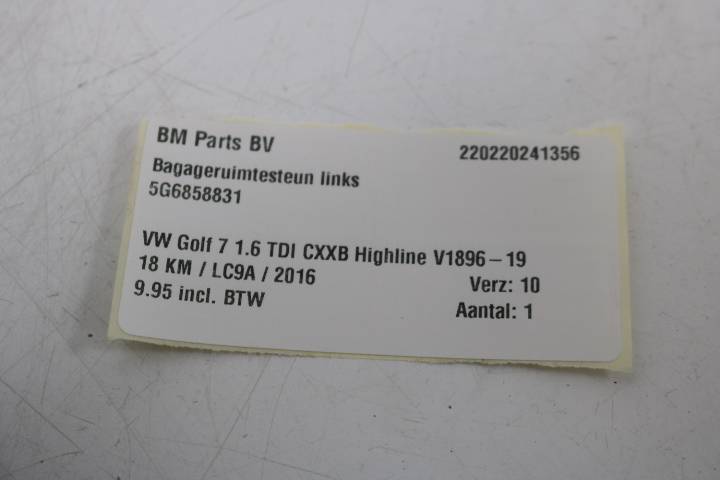 BM Parts BV 220220241356
Bagageruimtesteun links
5G6858831
VW Golf 7 1.6 TDI CXXB Highline V1896-19
18 KM / LC9A / 2016 Verz: 10
9.95 incl. BTW Aantal: 1